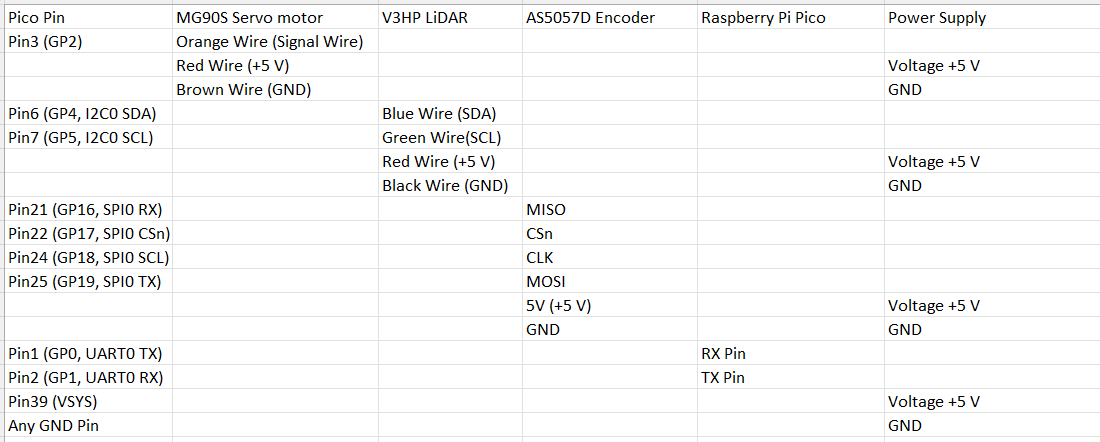 Pico Pin MG90S Servo motor V3HP LiDAR AS5057D Encoder Raspberry Pi Pico Power Supply
Pin3 (GP2) Orange Wire (Signal Wire)
Red Wire (+5 V) Voltage +5 V
Brown Wire (GND) GND
Pin6 (GP4, I2C0 SDA) Blue Wire (SDA)
Pin7 (GP5, I2C0 SCL) Green Wire(SCL)
Red Wire (+5 V) Voltage +5 V
Black Wire (GND) GND
Pin21 (GP16, SPI0 RX) MISO
Pin22 (GP17, SPI0 CSn) CSn
Pin24 (GP18, SPI0 SCL) CLK
Pin25 (GP19, SPI0 TX) MOSI
5V (+5 V) Voltage +5 V
GND GND
Pin1 (GP0, UART0 TX) RX Pin
Pin2 (GP1, UART0 RX) TX Pin
Pin39 (VSYS) Voltage +5 V
Any GND Pin GND